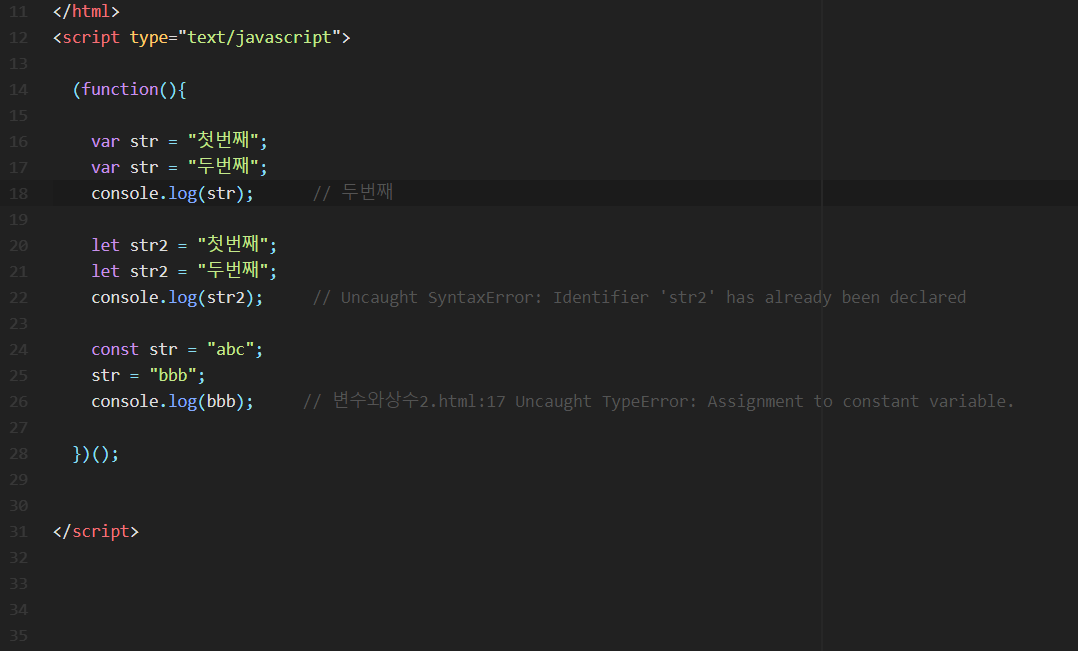 11 </html>
12 <script type="text/javascript">
13
14 (function(){
15
16 var str = "첫번째";
17 var str = "두번째";
18 console.log(str); // 두번째
19
20 let str2 = "첫번째";
21 let str2 = "두번째";
22 console.log(str2); // Uncaught SyntaxError: Identifier 'str2' has already been declared
23
24 const str = "abc";
25 str = "bbb";
26 console.log(bbb); // 변수와상수2.html:17 Uncaught TypeError: Assignment to constant variable.
27
28 })();
29
30
31 </script>
32
33
34
35